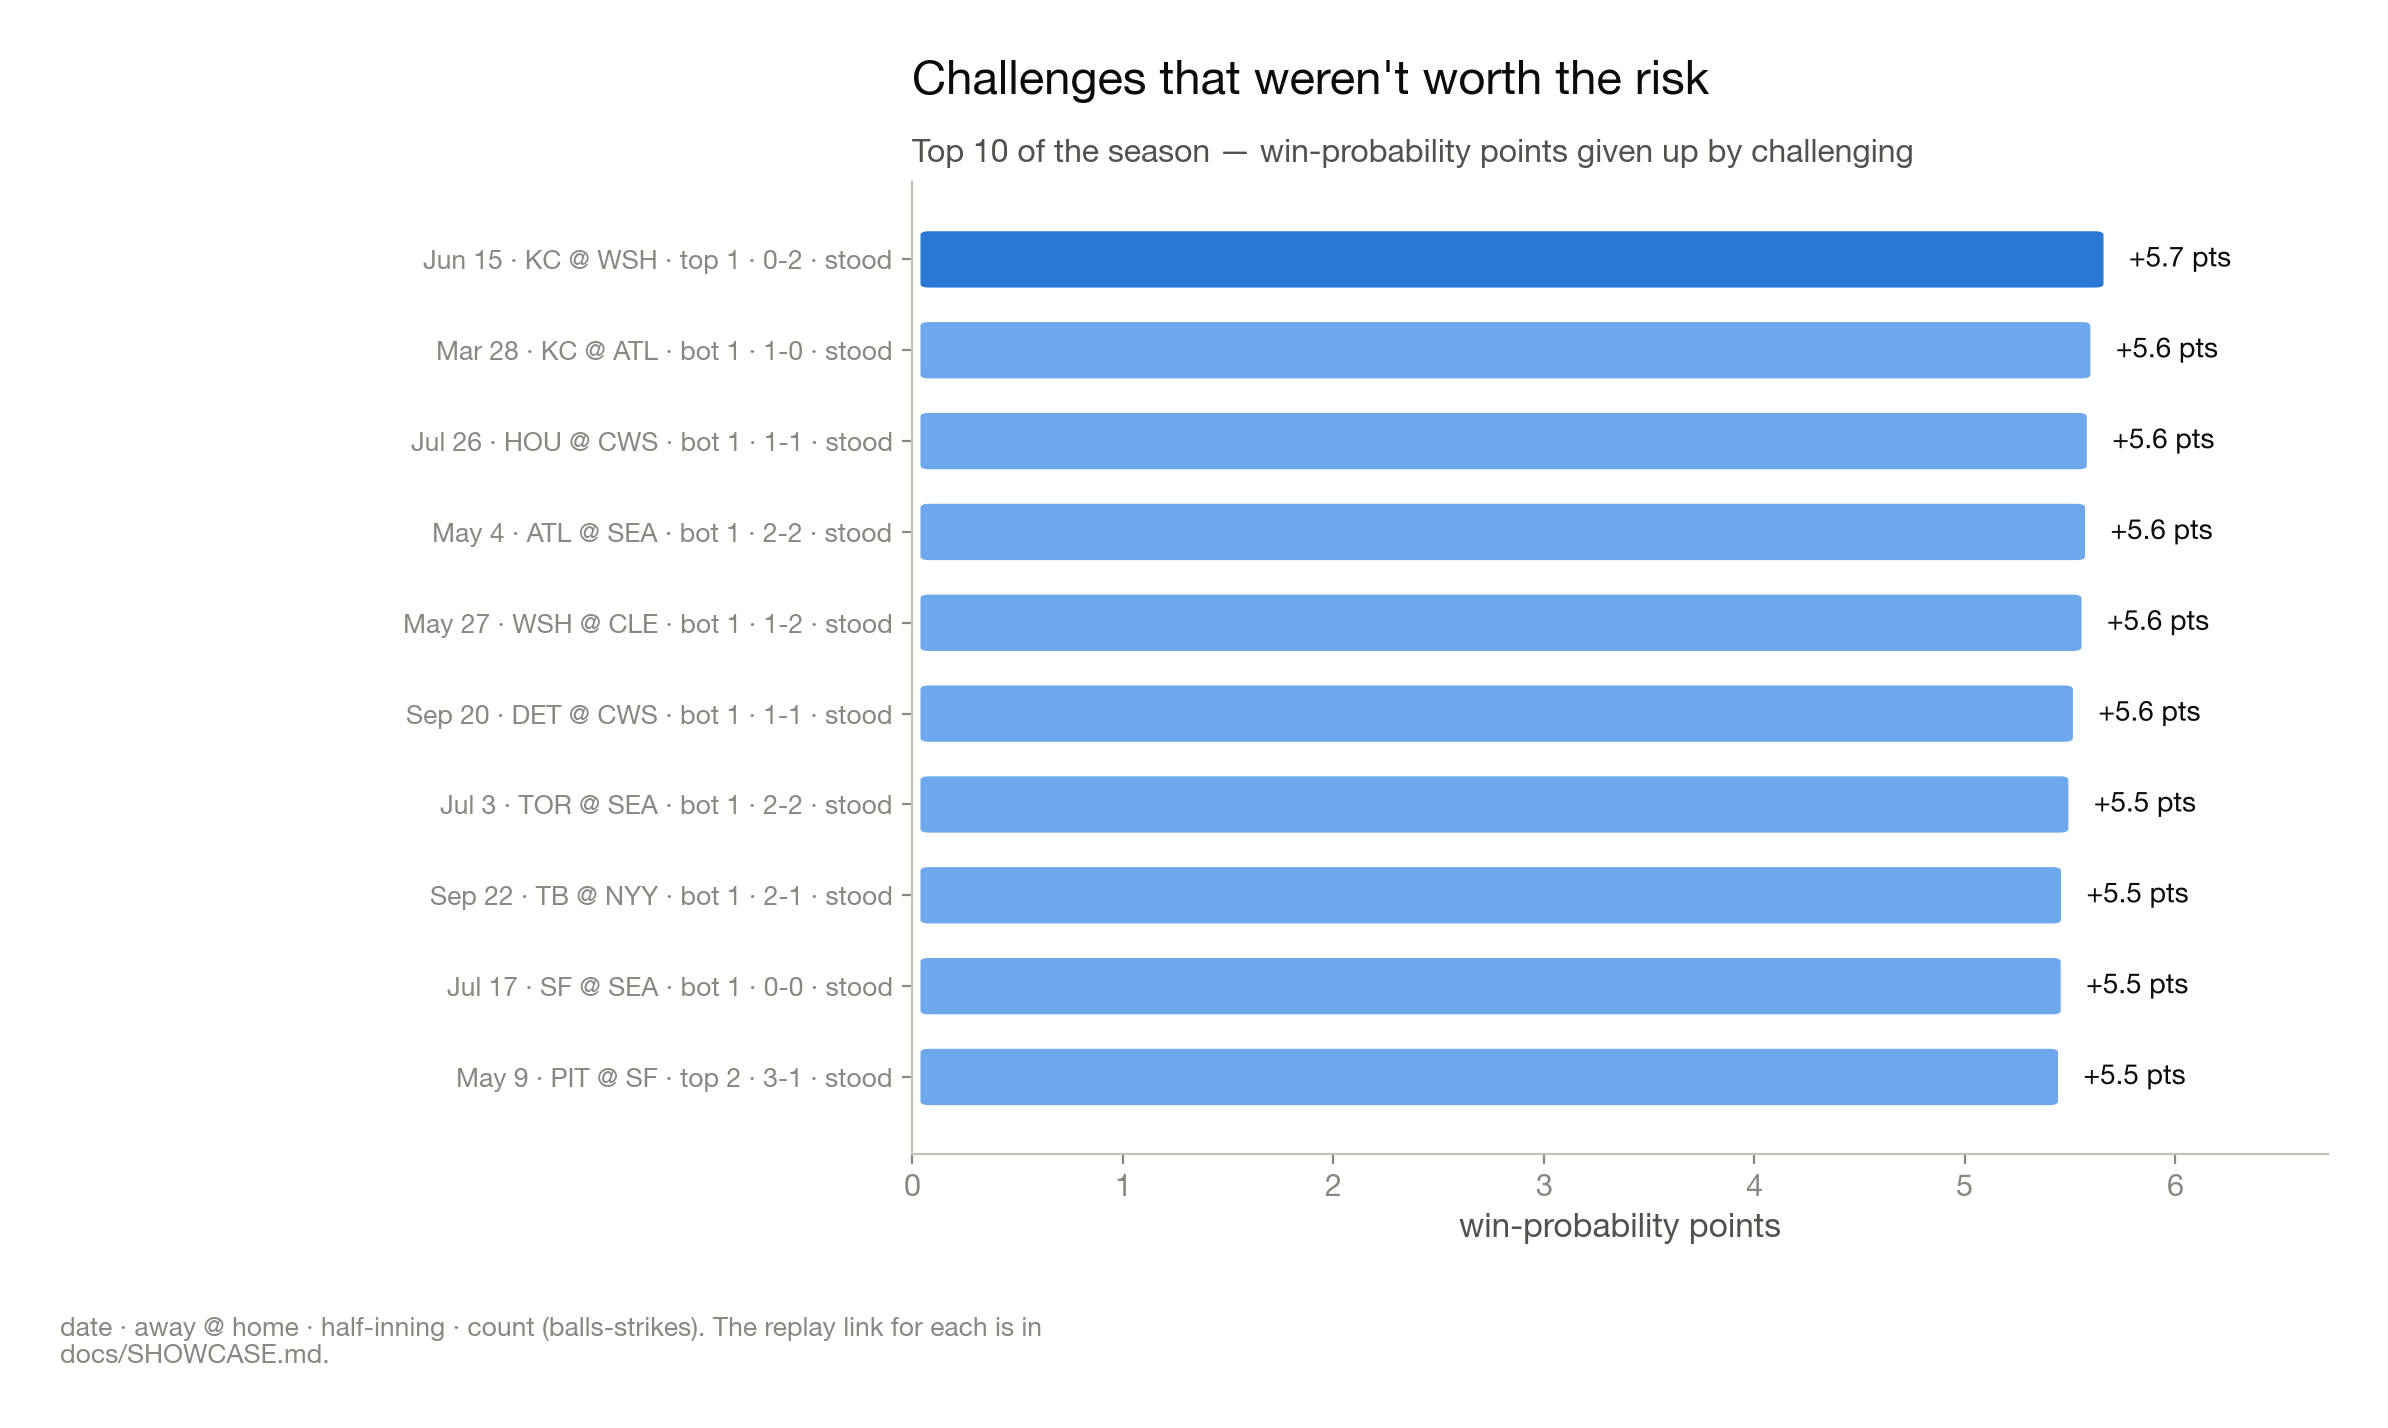 Challenges that weren't worth the risk
Top 10 of the season — win-probability points given up by challenging
Jun 15 · KC @ WSH · top 1 · 0-2 · stood +5.7 pts
Mar 28 · KC @ ATL · bot 1 · 1-0 · stood +5.6 pts
Jul 26 · HOU @ CWS · bot 1 · 1-1 · stood +5.6 pts
May 4 · ATL @ SEA · bot 1 · 2-2 · stood +5.6 pts
May 27 · WSH @ CLE · bot 1 · 1-2 · stood +5.6 pts
Sep 20 · DET @ CWS · bot 1 · 1-1 · stood +5.6 pts
Jul 3 · TOR @ SEA · bot 1 · 2-2 · stood +5.5 pts
Sep 22 · TB @ NYY · bot 1 · 2-1 · stood +5.5 pts
Jul 17 · SF @ SEA · bot 1 · 0-0 · stood +5.5 pts
May 9 · PIT @ SF · top 2 · 3-1 · stood +5.5 pts
0 1 2 3 4 5 6
win-probability points
date · away @ home · half-inning · count (balls-strikes). The replay link for each is in
docs/SHOWCASE.md.